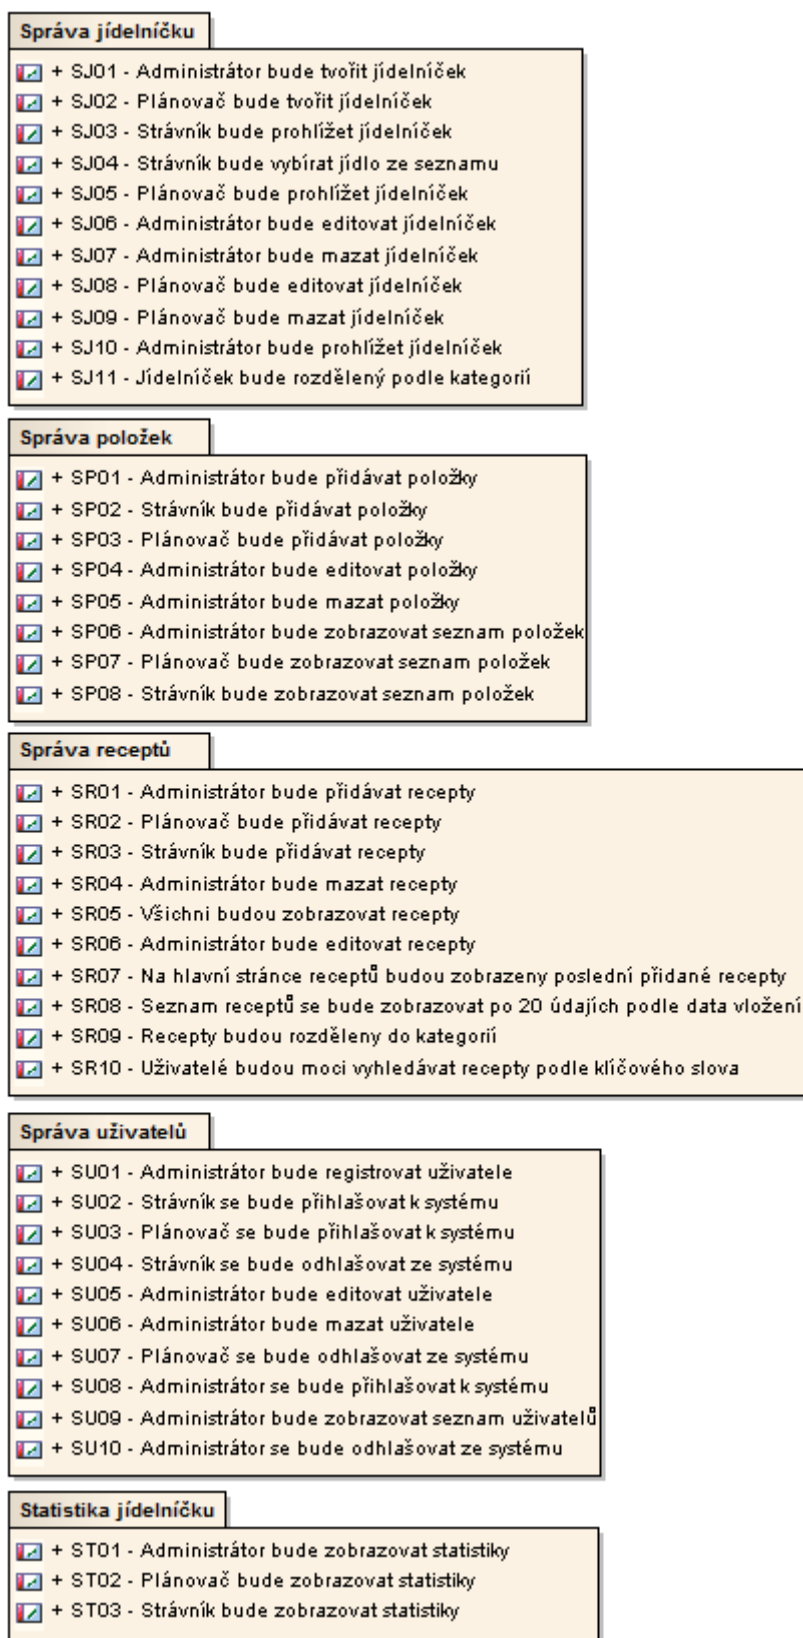 Správa jídelníčku
+ SJ01 - Administrátor bude tvořit jídelníček
+ SJ02 - Plánovač bude tvořit jídelníček
+ SJ03 - Strávník bude prohlížet jídelníček
+ SJ04 - Strávník bude vybírat jídlo ze seznamu
+ SJ05 - Plánovač bude prohlížet jídelníček
+ SJ06 - Administrátor bude editovat jídelníček
+ SJ07 - Administrátor bude mazat jídelníček
+ SJ08 - Plánovač bude editovat jídelníček
+ SJ09 - Plánovač bude mazat jídelníček
+ SJ10 - Administrátor bude prohlížet jídelníček
+ SJ11 - Jídelníček bude rozdělený podle kategorií
Správa položek
+ SP01 - Administrátor bude přidávat položky
+ SP02 - Strávník bude přidávat položky
+ SP03 - Plánovač bude přidávat položky
+ SP04 - Administrátor bude editovat položky
+ SP05 - Administrátor bude mazat položky
+ SP06 - Administrátor bude zobrazovat seznam položek
+ SP07 - Plánovač bude zobrazovat seznam položek
+ SP08 - Strávník bude zobrazovat seznam položek
Správa receptů
+ SR01 - Administrátor bude přidávat recepty
+ SR02 - Plánovač bude přidávat recepty
+ SR03 - Strávník bude přidávat recepty
+ SR04 - Administrátor bude mazat recepty
+ SR05 - Všichni budou zobrazovat recepty
+ SR06 - Administrátor bude editovat recepty
+ SR07 - Na hlavní stránce receptů budou zobrazeny poslední přidané recepty
+ SR08 - Seznam receptů se bude zobrazovat po 20 údajích podle data vložení
+ SR09 - Recepty budou rozděleny do kategorií
+ SR10 - Uživatelé budou moci vyhledávat recepty podle klíčového slova
Správa uživatelů
+ SU01 - Administrátor bude registrovat uživatele
+ SU02 - Strávník se bude přihlašovat k systému
+ SU03 - Plánovač se bude přihlašovat k systému
+ SU04 - Strávník se bude odhlašovat ze systému
+ SU05 - Administrátor bude editovat uživatele
+ SU06 - Administrátor bude mazat uživatele
+ SU07 - Plánovač se bude odhlašovat ze systému
+ SU08 - Administrátor se bude přihlašovat k systému
+ SU09 - Administrátor bude zobrazovat seznam uživatelů
+ SU10 - Administrátor se bude odhlašovat ze systému
Statistika jídelníčku
+ ST01 - Administrátor bude zobrazovat statistiky
+ ST02 - Plánovač bude zobrazovat statistiky
+ ST03 - Strávník bude zobrazovat statistiky